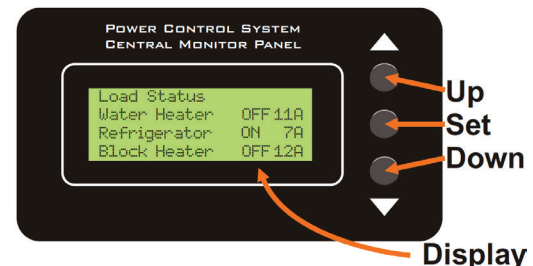 Power Control System
Central Monitor Panel
Load Status
Water Heater OFF 11A
Refrigerator ON 7A
Block Heater OFF 12A
Up
Set
Down
Display